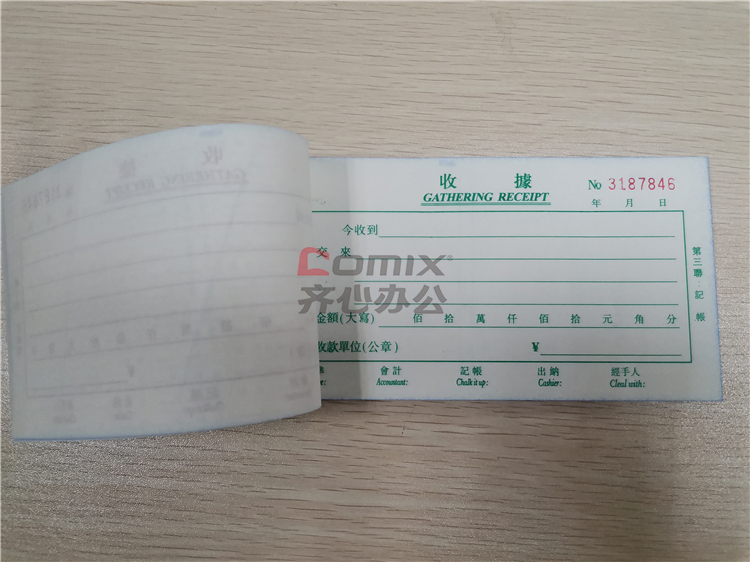 收 據
GATHERING RECEIPT
No 3187846
年 月 日
今收到
交 來
Comix®
齐心办公
金額(大寫) 佰 拾 萬 仟 佰 拾 元 角 分
收款單位(公章) ¥
會計 記帳 出納 經手人
Accountant: Chalk it up: Cashier: Cleal with:
第三聯:記帳